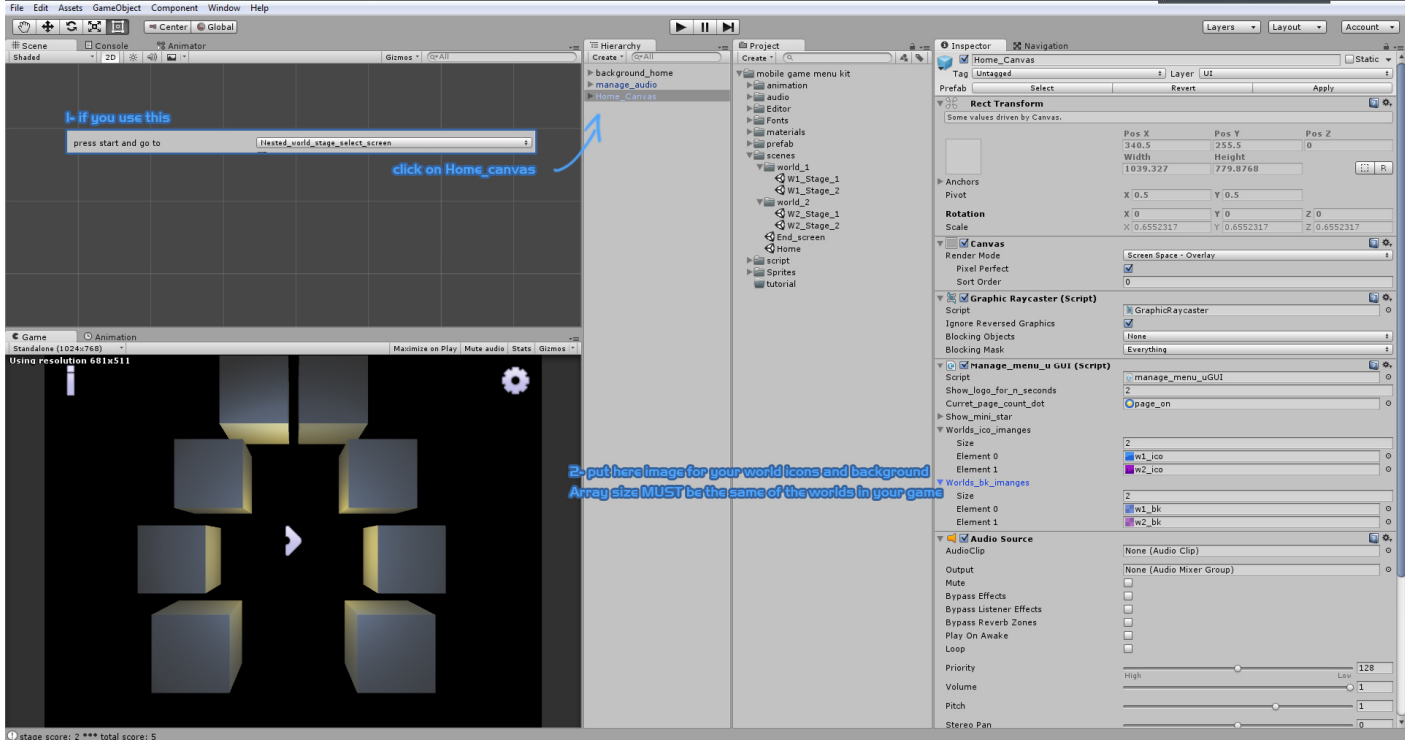 File Edit Assets GameObject Component Window Help
Center Global
Layers Layout Account
Scene Console Animator
Shaded 2D Gizmos All
1- if you use this
press start and go to Nested_world_stage_select_screen
click on Home_canvas
Game Animation
Standalone (1024x768) Maximize on Play Mute audio Stats Gizmos
Using resolution 681x511
i
stage score: 2 *** total score: 5
Hierarchy
Create All
background_home
manage_audio
Home_Canvas
Project
Create
mobile game menu kit
animation
audio
Editor
Fonts
materials
prefab
scenes
world_1
W1_Stage_1
W1_Stage_2
world_2
W2_Stage_1
W2_Stage_2
End_screen
Home
script
Sprites
tutorial
2- put here image for your world icons and background
Array size MUST be the same of the worlds in your game
Inspector Navigation
Home_Canvas Static
Tag Untagged Layer UI
Prefab Select Revert Apply
Rect Transform
Some values driven by Canvas.
Pos X Pos Y Pos Z
340.5 255.5 0
Width Height
1039.327 779.8768 R
Anchors
Pivot X 0.5 Y 0.5
Rotation X 0 Y 0 Z 0
Scale X 0.6552317 Y 0.6552317 Z 0.6552317
Canvas
Render Mode Screen Space - Overlay
Pixel Perfect
Sort Order 0
Graphic Raycaster (Script)
Script GraphicRaycaster
Ignore Reversed Graphics
Blocking Objects None
Blocking Mask Everything
Manage_menu_u GUI (Script)
Script manage_menu_uGUI
Show_logo_for_n_seconds 2
Curret_page_count_dot page_on
Show_mini_star
Worlds_ico_imanges
Size 2
Element 0 w1_ico
Element 1 w2_ico
Worlds_bk_imanges
Size 2
Element 0 w1_bk
Element 1 w2_bk
Audio Source
AudioClip None (Audio Clip)
Output None (Audio Mixer Group)
Mute
Bypass Effects
Bypass Listener Effects
Bypass Reverb Zones
Play On Awake
Loop
Priority 128
High Low
Volume 1
Pitch 1
Stereo Pan 0